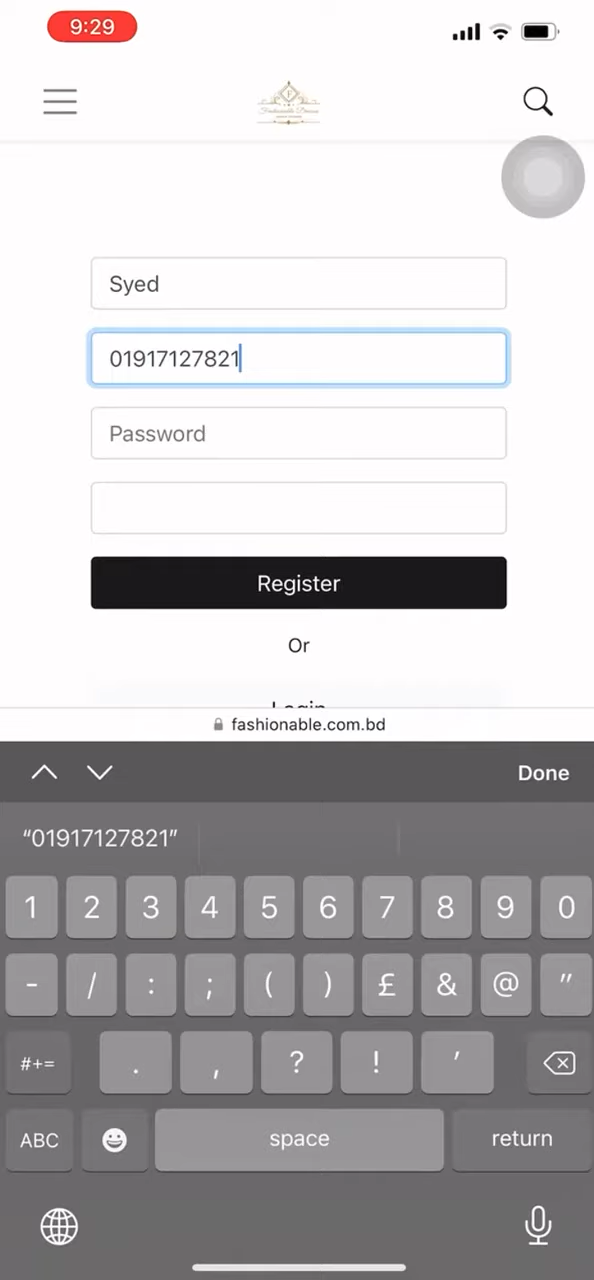 9:29
Syed
01917127821
Password
Register
Or
Login
fashionable.com.bd
Done
“01917127821”
1 2 3 4 5 6 7 8 9 0
- / : ; ( ) £ & @ "
#+= . , ? ! ’
ABC space return